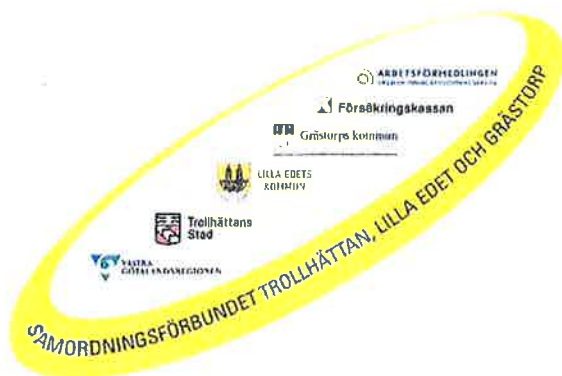 ARBETSFÖRMEDLINGEN
Försäkringskassan
Grästorps kommun
LILLA EDETS
KOMMUN
Trollhättans
Stad
VÄSTRA
GÖTALANDSREGIONEN
SAMORDNINGSFÖRBUNDET TROLLHÄTTAN, LILLA EDET OCH GRÄSTORP